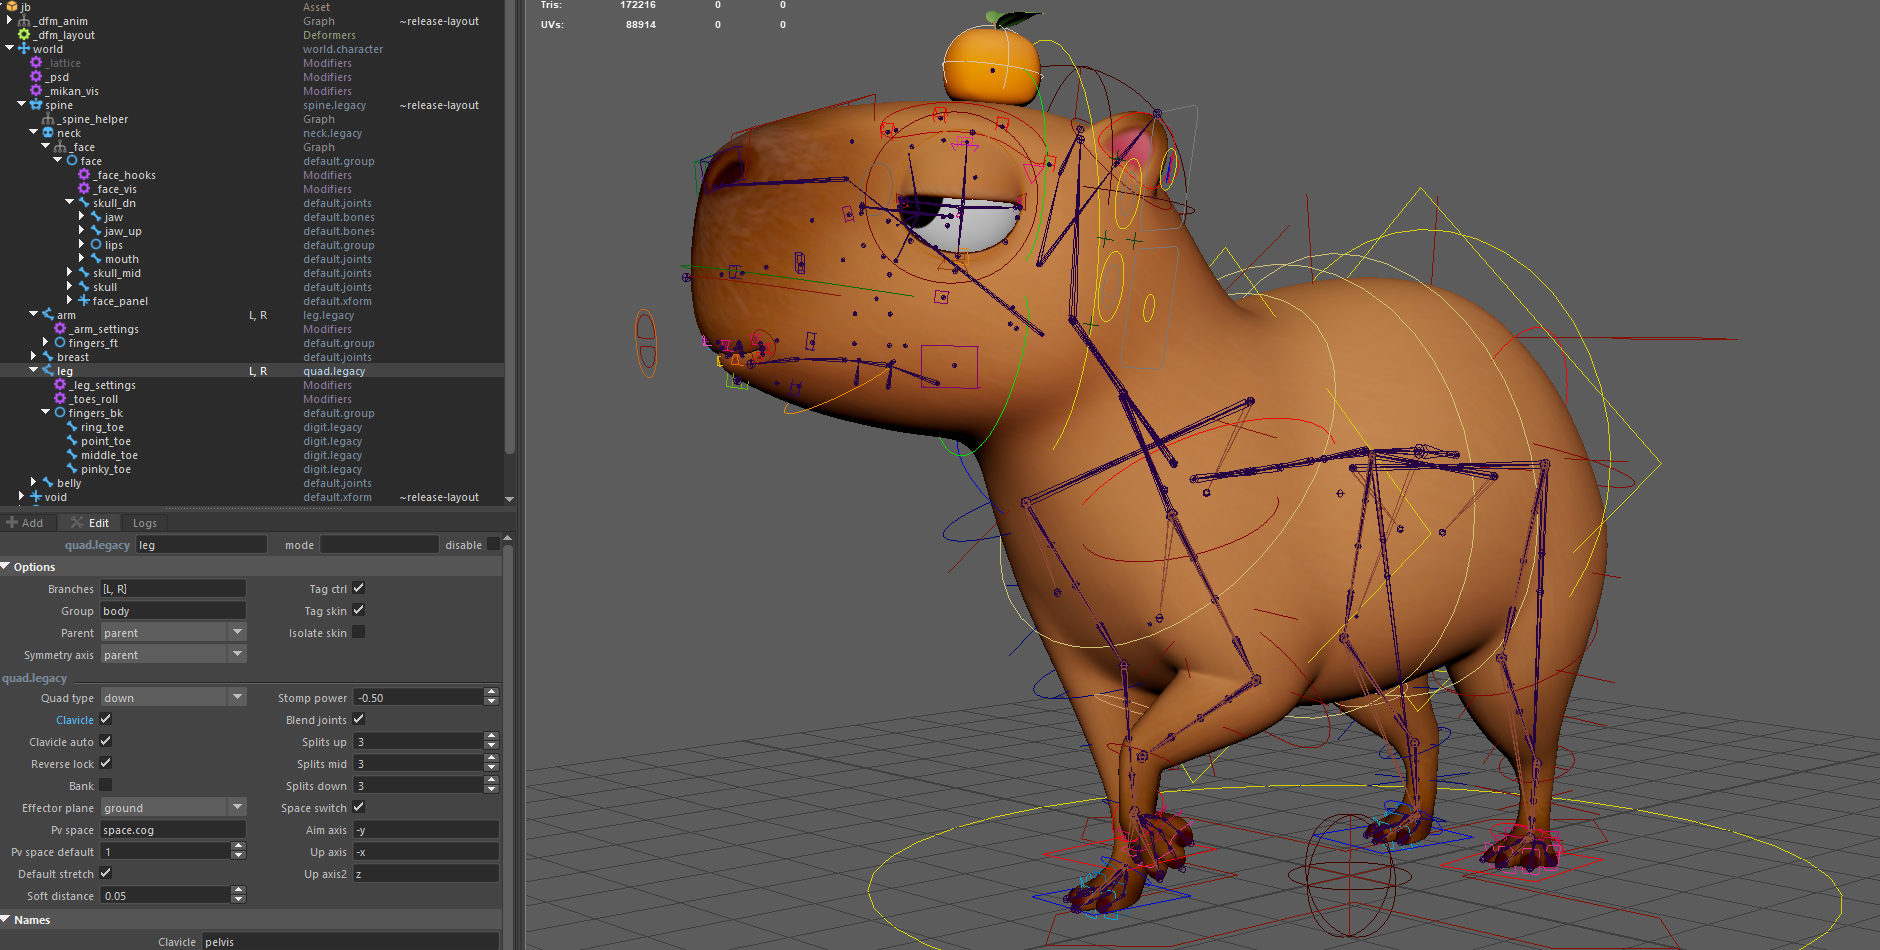 Tris: 172216 0 0
UVs: 88914 0 0
jb Asset
_dfm_anim Graph ~release-layout
_dfm_layout Deformers
world world.character
_lattice Modifiers
_psd Modifiers
_mikan_vis Modifiers
spine spine.legacy ~release-layout
_spine_helper Graph
neck neck.legacy
_face Graph
face default.group
_face_hooks Modifiers
_face_vis Modifiers
skull_dn default.joints
jaw default.bones
jaw_up default.bones
lips default.group
mouth default.joints
skull_mid default.joints
skull default.joints
face_panel default.xform
arm L, R leg.legacy
_arm_settings Modifiers
fingers_ft default.group
breast default.joints
leg L, R quad.legacy
_leg_settings Modifiers
_toes_roll Modifiers
fingers_bk default.group
ring_toe digit.legacy
point_toe digit.legacy
middle_toe digit.legacy
pinky_toe digit.legacy
belly default.joints
void default.xform ~release-layout
Add Edit Logs
quad.legacy leg mode disable
Options
Branches [L, R] Tag ctrl
Group body Tag skin
Parent parent Isolate skin
Symmetry axis parent
quad.legacy
Quad type down Stomp power -0.50
Clavicle Blend joints
Clavicle auto Splits up 3
Reverse lock Splits mid 3
Bank Splits down 3
Effector plane ground Space switch
Pv space space.cog Aim axis -y
Pv space default 1 Up axis -x
Default stretch Up axis2 z
Soft distance 0.05
Names
Clavicle pelvis